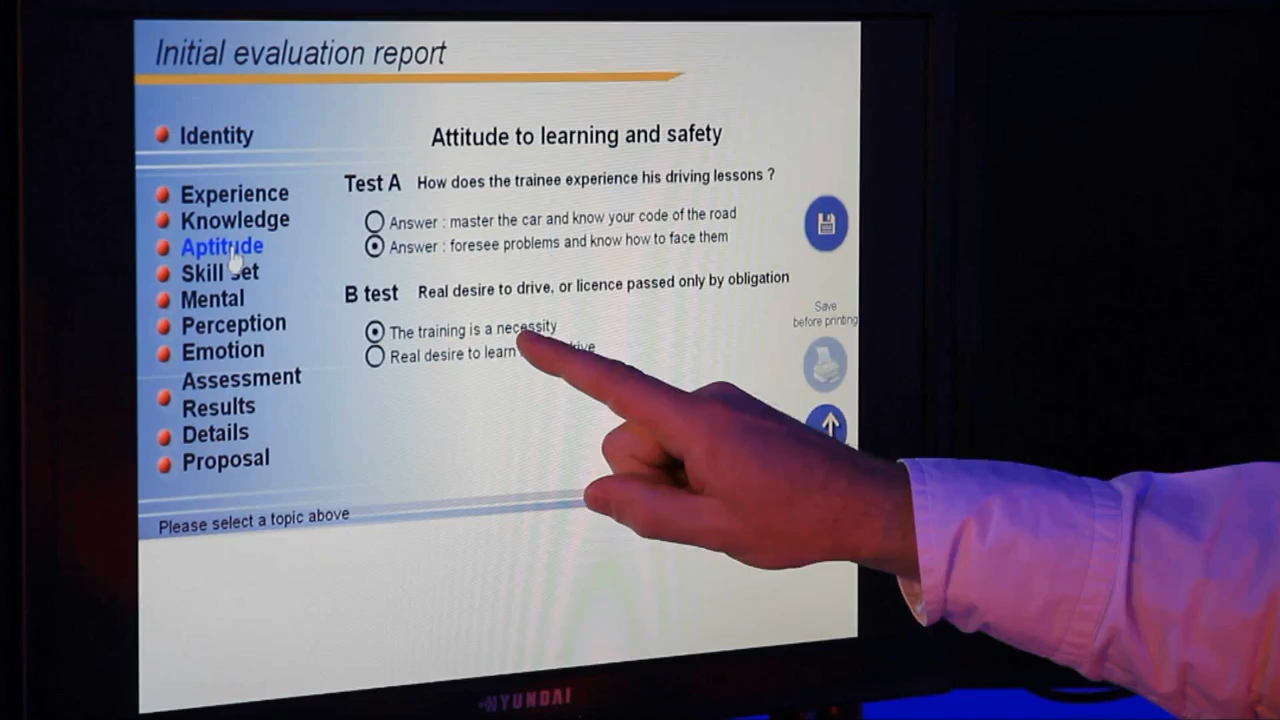 Initial evaluation report
Identity
Attitude to learning and safety
Experience
Knowledge
Aptitude
Skill set
Mental
Perception
Emotion
Assessment
Results
Details
Proposal
Test A How does the trainee experience his driving lessons ?
Answer : master the car and know your code of the road
Answer : foresee problems and know how to face them
B test Real desire to drive, or licence passed only by obligation
The training is a necessity
Real desire to learn drive
Save
before printing
Please select a topic above
HYUNDAI